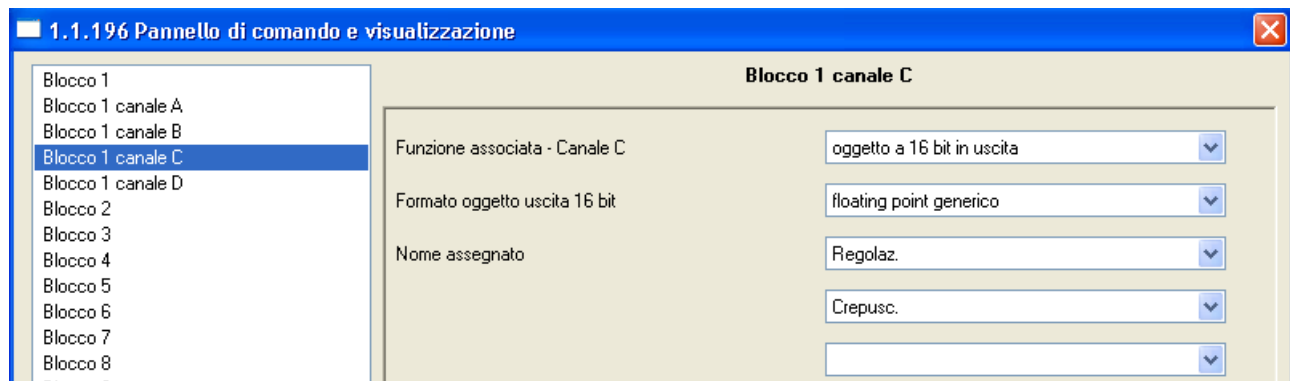 1.1.196 Pannello di comando e visualizzazione
Blocco 1
Blocco 1 canale A
Blocco 1 canale B
Blocco 1 canale C
Blocco 1 canale D
Blocco 2
Blocco 3
Blocco 4
Blocco 5
Blocco 6
Blocco 7
Blocco 8
Blocco 1 canale C
Funzione associata - Canale C oggetto a 16 bit in uscita
Formato oggetto uscita 16 bit floating point generico
Nome assegnato Regolaz.
Crepusc.